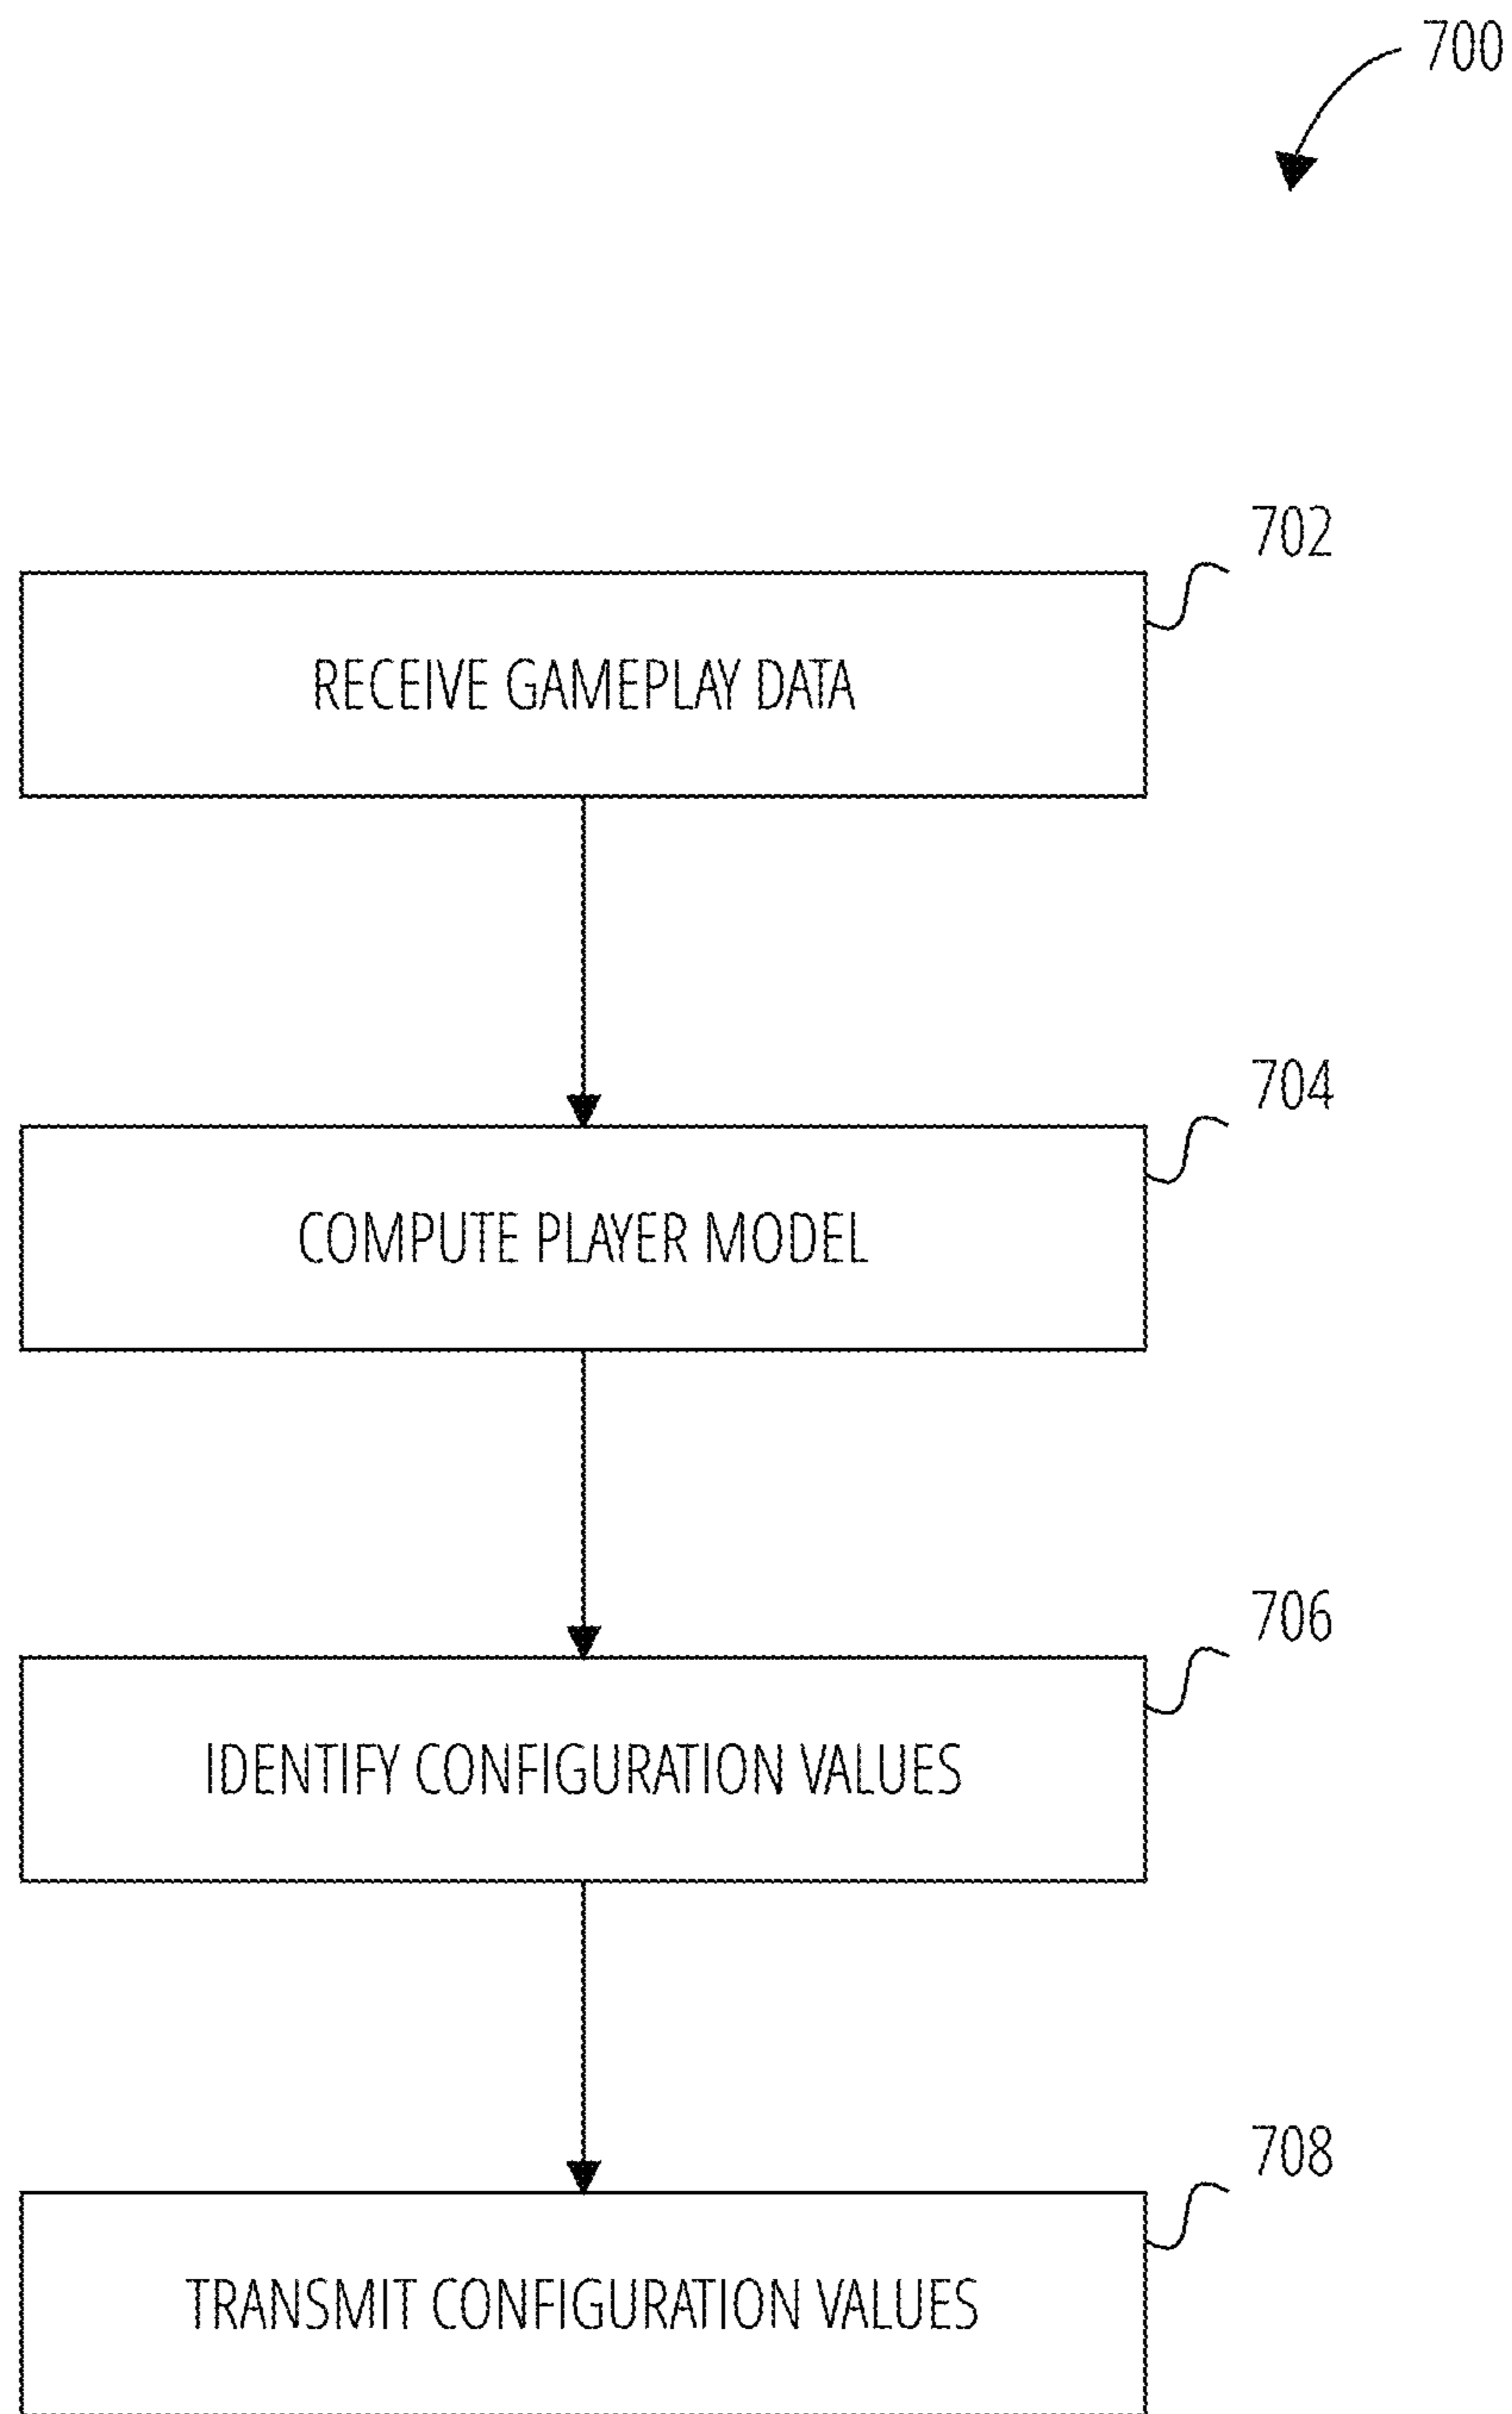 700
702
RECEIVE GAMEPLAY DATA
704
COMPUTE PLAYER MODEL
706
IDENTIFY CONFIGURATION VALUES
708
TRANSMIT CONFIGURATION VALUES